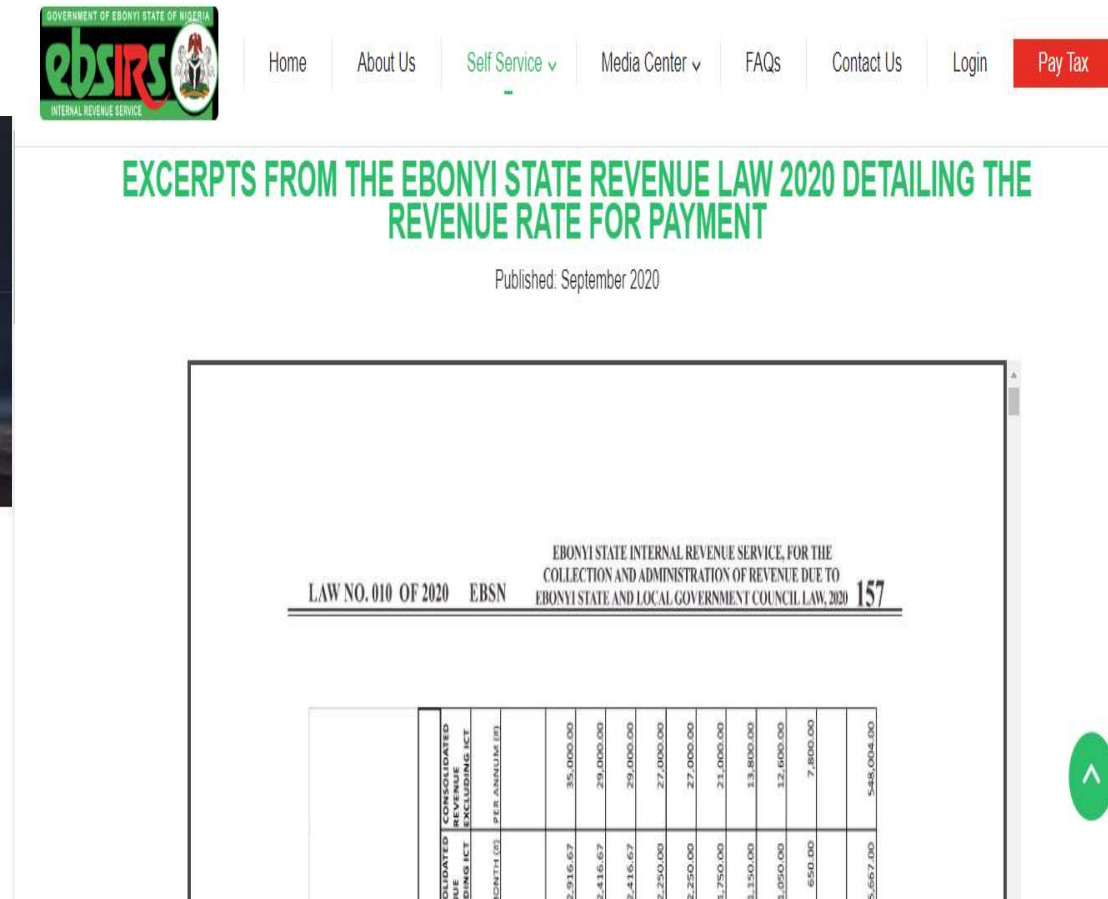 GOVERNMENT OF EBONYI STATE OF NIGERIA
ebsIRS
INTERNAL REVENUE SERVICE
Home About Us Self Service Media Center FAQs Contact Us Login Pay Tax
EXCERPTS FROM THE EBONYI STATE REVENUE LAW 2020 DETAILING THE
REVENUE RATE FOR PAYMENT
Published: September 2020
EBONYI STATE INTERNAL REVENUE SERVICE, FOR THE
COLLECTION AND ADMINISTRATION OF REVENUE DUE TO
LAW NO. 010 OF 2020 EBSN EBONYI STATE AND LOCAL GOVERNMENT COUNCIL LAW, 2020 157
CONSOLIDATED
REVENUE
EXCLUDING ICT
PER ANNUM (₦)
35,000.00
29,000.00
29,000.00
27,000.00
27,000.00
21,000.00
13,800.00
12,600.00
7,800.00
548,004.00
2,916.67
2,416.67
2,416.67
2,250.00
2,250.00
1,750.00
1,150.00
1,050.00
650.00